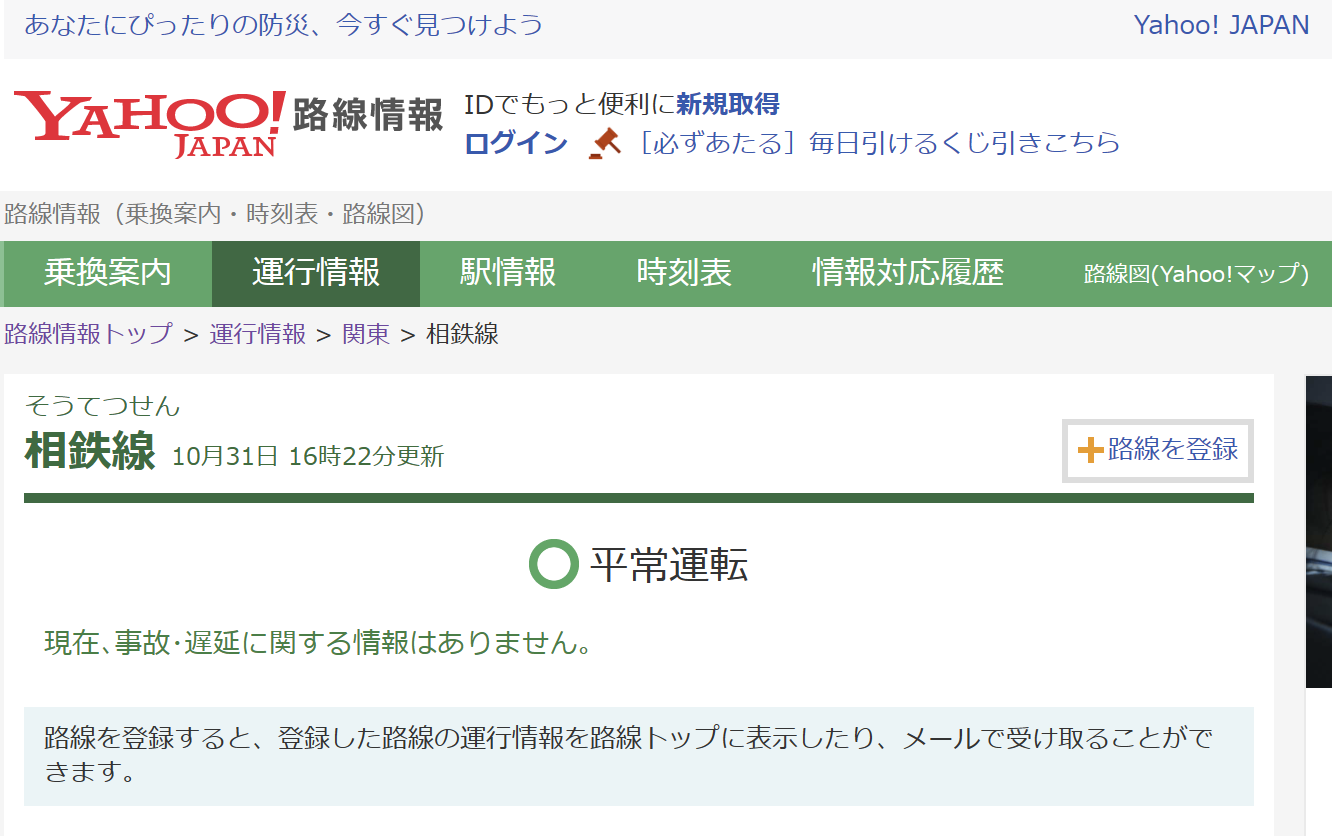 あなたにぴったりの防災、今すぐ見つけよう
Yahoo! JAPAN
YAHOO! JAPAN 路線情報
IDでもっと便利に新規取得
ログイン ［必ずあたる］毎日引けるくじ引きこちら
路線情報（乗換案内・時刻表・路線図）
乗換案内 運行情報 駅情報 時刻表 情報対応履歴 路線図(Yahoo!マップ)
路線情報トップ > 運行情報 > 関東 > 相鉄線
そうてつせん
相鉄線 10月31日 16時22分更新
路線を登録
平常運転
現在､事故･遅延に関する情報はありません。
路線を登録すると、登録した路線の運行情報を路線トップに表示したり、メールで受け取ることがで
きます。